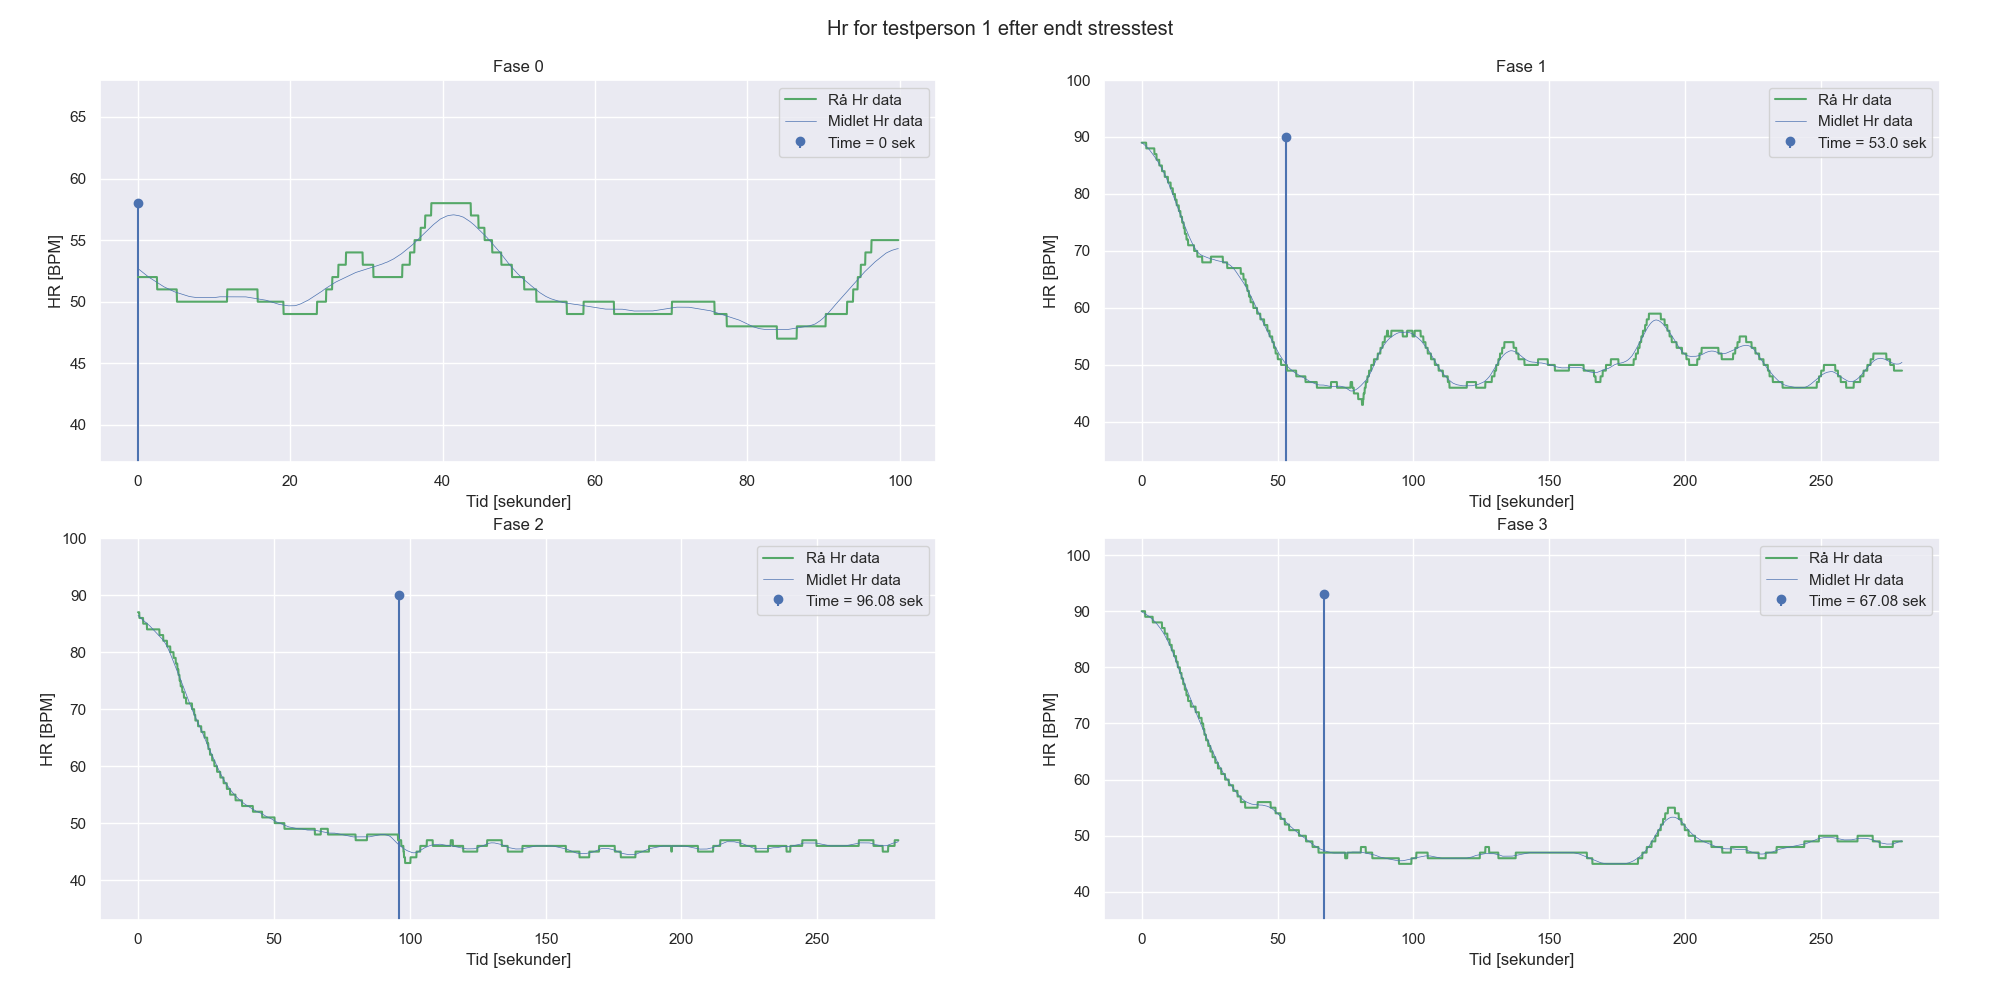 Hr for testperson 1 efter endt stresstest
Fase 0
HR [BPM]
65
60
55
50
45
40
Rå Hr data
Midlet Hr data
Time = 0 sek
0 20 40 60 80 100
Tid [sekunder]
Fase 1
HR [BPM]
100
90
80
70
60
50
40
Rå Hr data
Midlet Hr data
Time = 53.0 sek
0 50 100 150 200 250
Tid [sekunder]
Fase 2
HR [BPM]
100
90
80
70
60
50
40
Rå Hr data
Midlet Hr data
Time = 96.08 sek
0 50 100 150 200 250
Tid [sekunder]
Fase 3
HR [BPM]
100
90
80
70
60
50
40
Rå Hr data
Midlet Hr data
Time = 67.08 sek
0 50 100 150 200 250
Tid [sekunder]